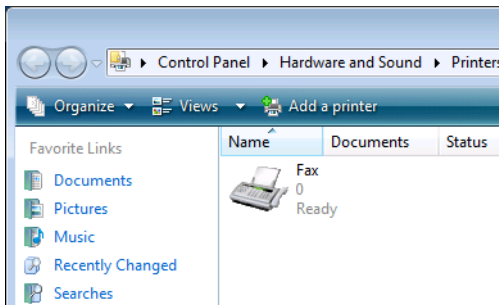 Control Panel Hardware and Sound Printers
Organize Views Add a printer
Favorite Links
Documents
Pictures
Music
Recently Changed
Searches
Name Documents Status
Fax
0
Ready